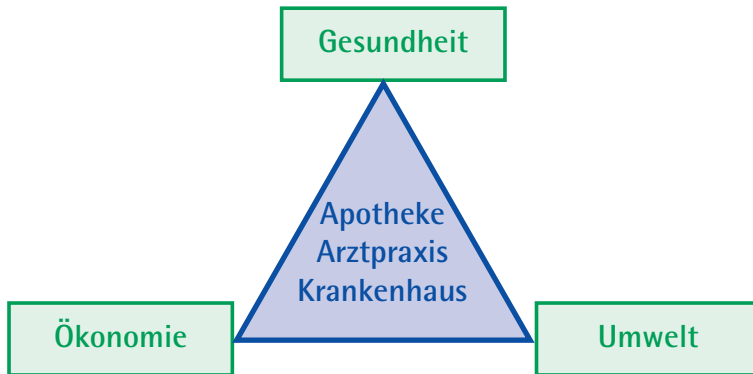 Gesundheit
Apotheke
Arztpraxis
Krankenhaus
Ökonomie
Umwelt